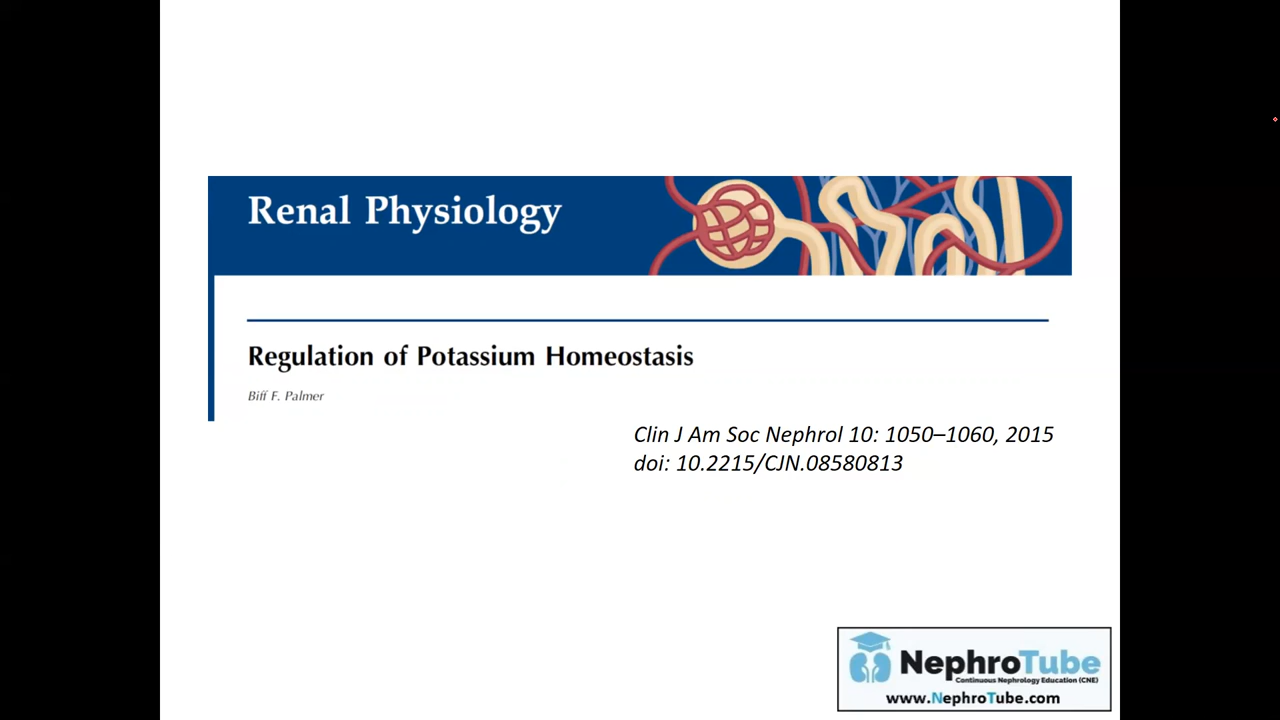 Renal Physiology
Regulation of Potassium Homeostasis
Biff F. Palmer
Clin J Am Soc Nephrol 10: 1050–1060, 2015
doi: 10.2215/CJN.08580813
NephroTube
Continuous Nephrology Education (CNE)
www.NephroTube.com